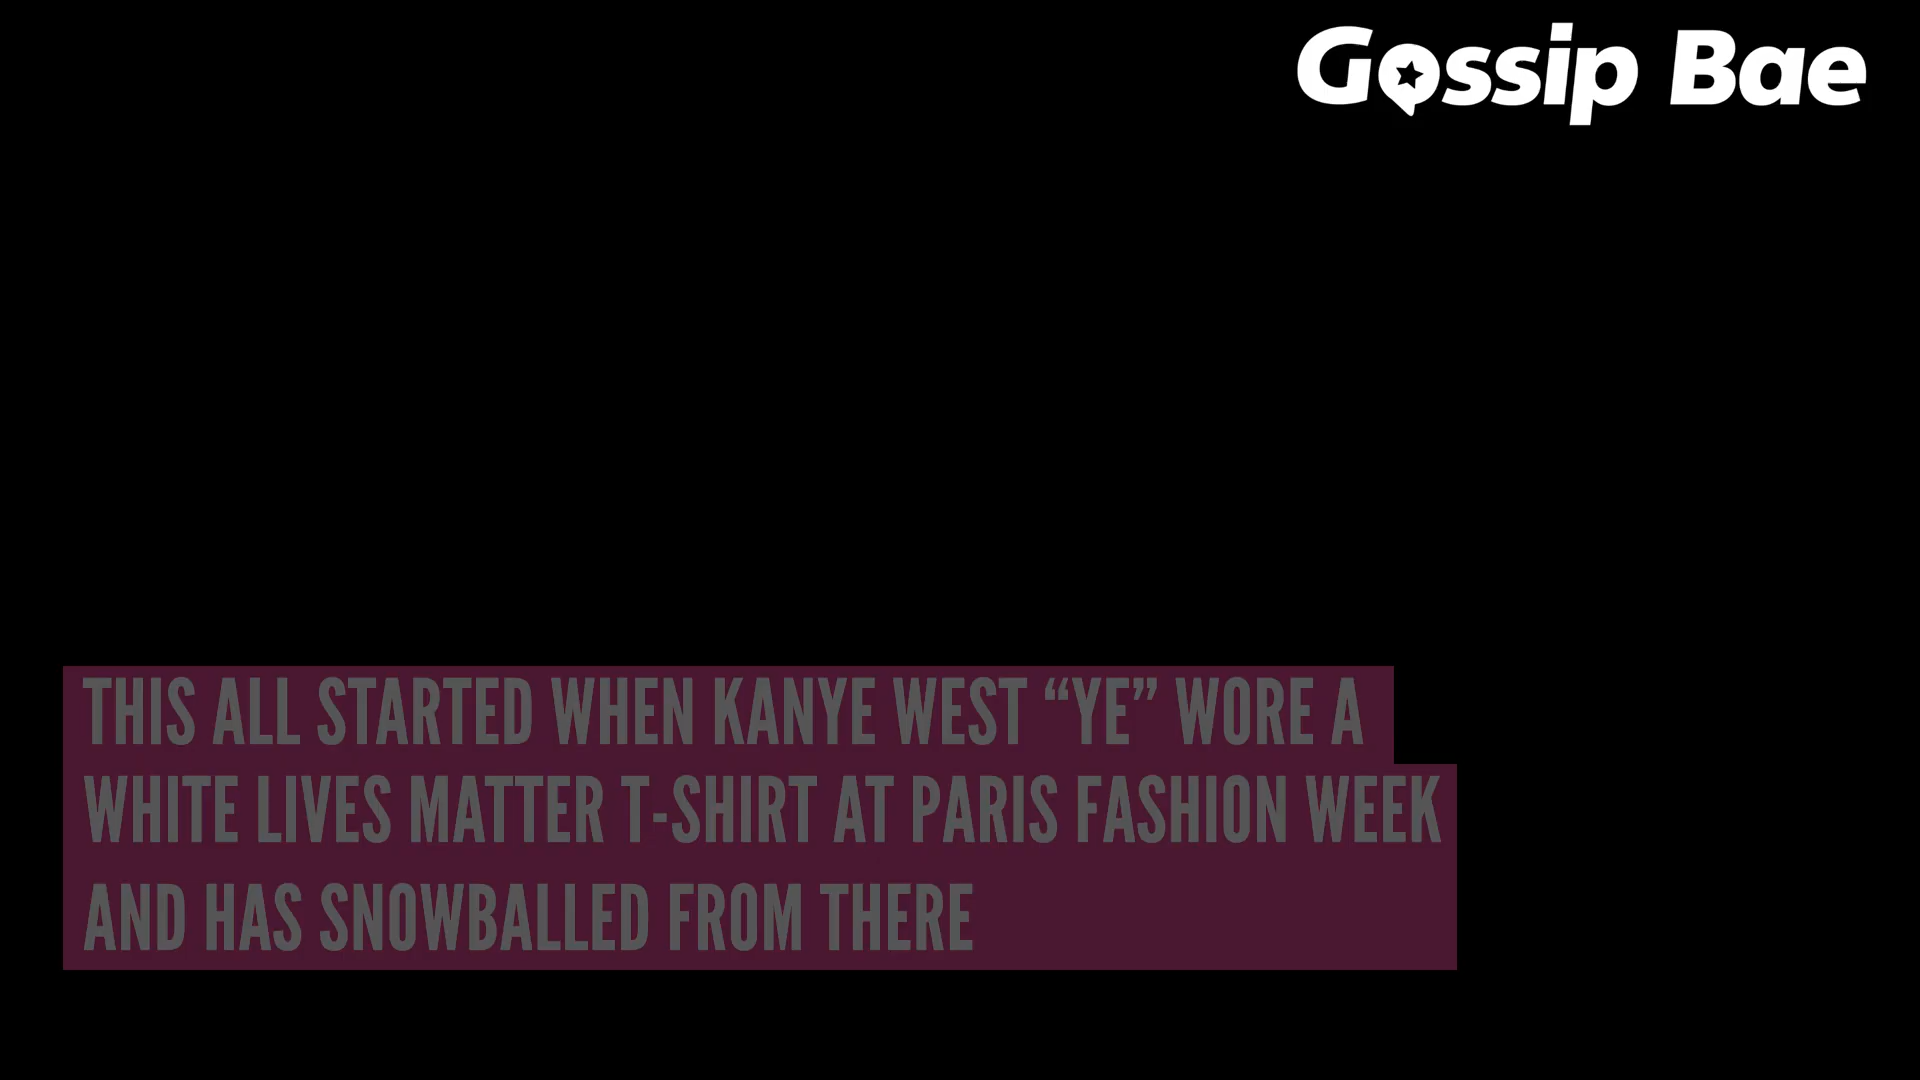 Gossip Bae
THIS ALL STARTED WHEN KANYE WEST “YE” WORE A
WHITE LIVES MATTER T-SHIRT AT PARIS FASHION WEEK
AND HAS SNOWBALLED FROM THERE